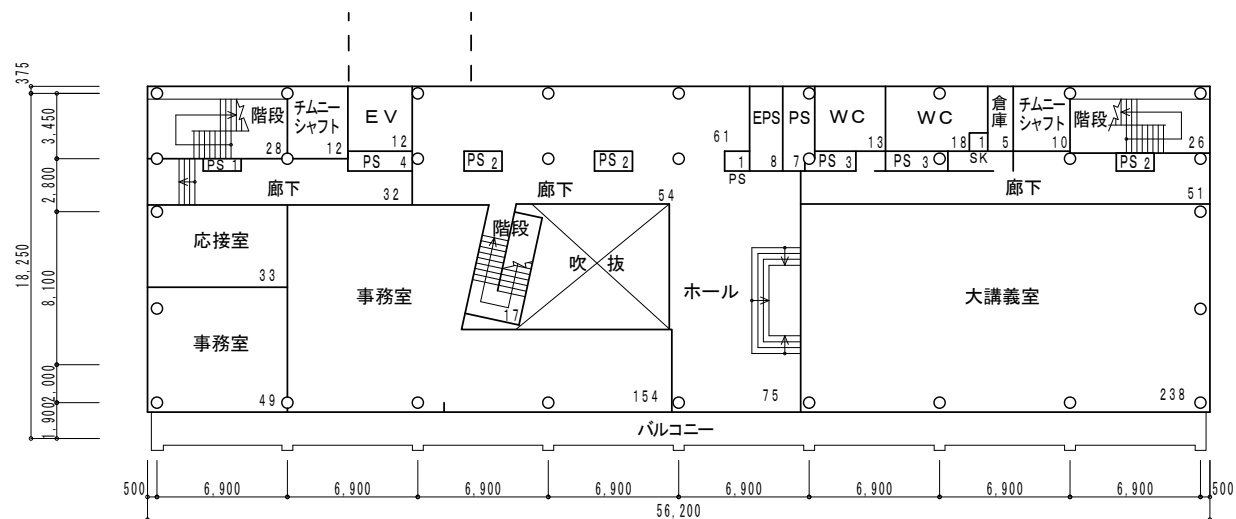 375
3,450
2,800
18,250
8,100
2,000
1,900
階段
28
チムニー
シャフト
12
EV
12
61
EPS
8
PS
7
WC
13
WC
18
1
SK
倉庫
5
チムニー
シャフト
10
階段
26
PS 1
PS 4
PS 2
PS 2
1
PS
PS 3
PS 3
PS 2
廊下
32
廊下
54
廊下
51
応接室
33
事務室
49
事務室
154
階段
17
吹 抜
ホール
75
大講義室
238
バルコニー
500 6,900 6,900 6,900 6,900 6,900 6,900 6,900 6,900 500
56,200